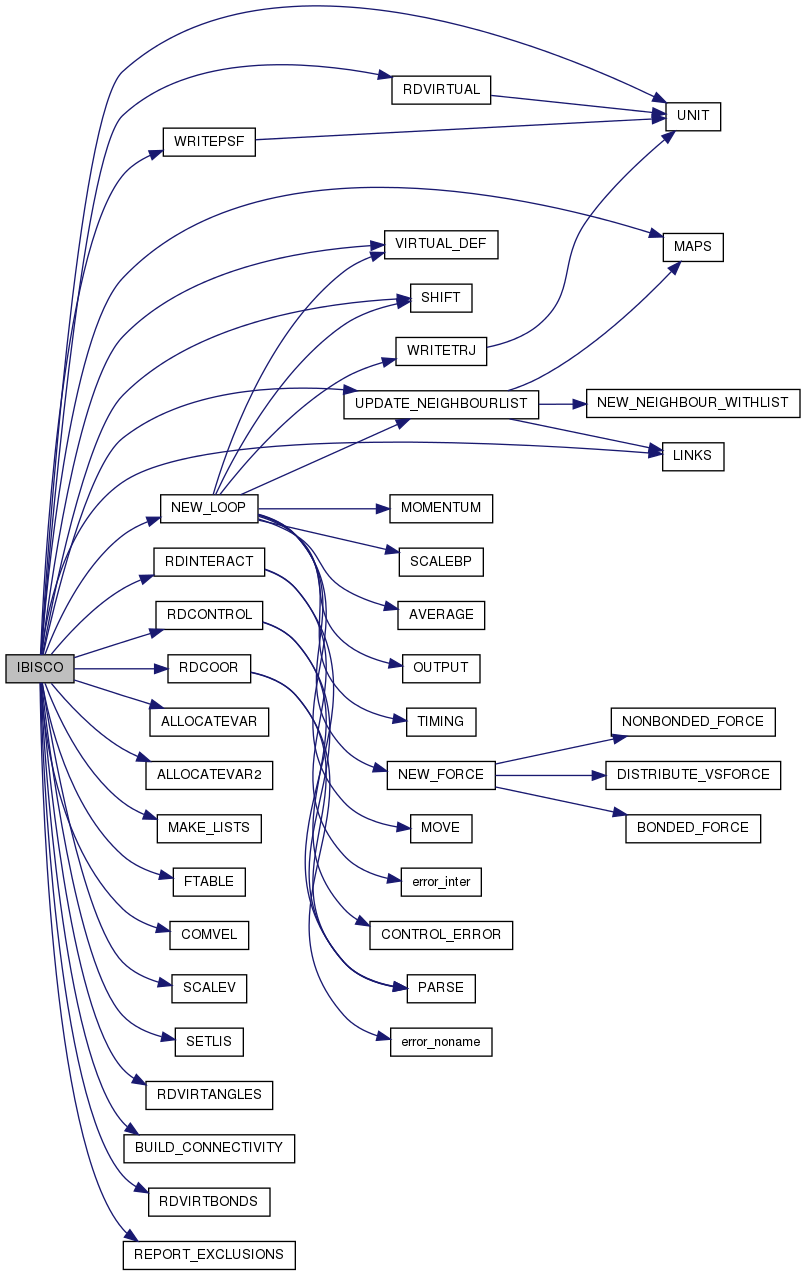 RDVIRTUAL
UNIT
WRITEPSF
VIRTUAL_DEF
MAPS
SHIFT
WRITETRJ
UPDATE_NEIGHBOURLIST
NEW_NEIGHBOUR_WITHLIST
LINKS
NEW_LOOP
MOMENTUM
RDINTERACT
SCALEBP
RDCONTROL
AVERAGE
IBISCO
RDCOOR
OUTPUT
ALLOCATEVAR
TIMING
NONBONDED_FORCE
ALLOCATEVAR2
NEW_FORCE
DISTRIBUTE_VSFORCE
MAKE_LISTS
MOVE
BONDED_FORCE
FTABLE
error_inter
COMVEL
CONTROL_ERROR
SCALEV
PARSE
SETLIS
error_noname
RDVIRTANGLES
BUILD_CONNECTIVITY
RDVIRTBONDS
REPORT_EXCLUSIONS